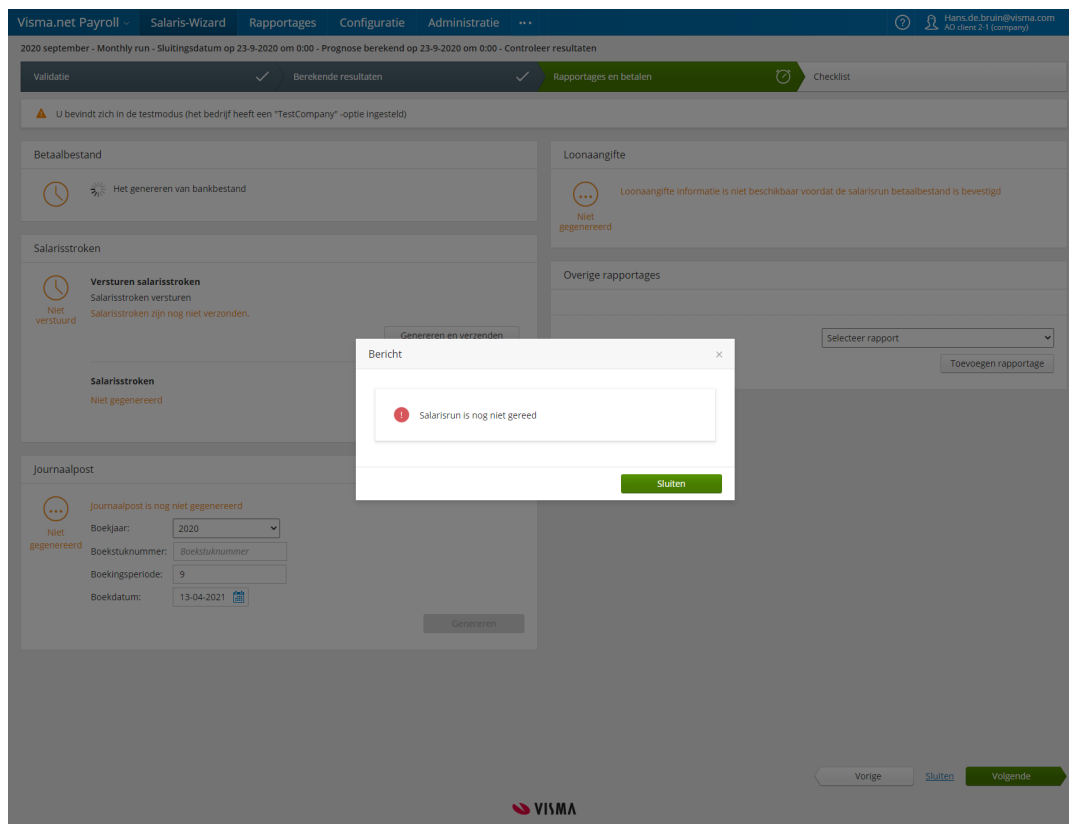 Visma.net Payroll Salaris-Wizard Rapportages Configuratie Administratie ...
Hans.de.bruin@visma.com
AO client 2-1 (company)
2020 september - Monthly run - Sluitingsdatum op 23-9-2020 om 0:00 - Prognose berekend op 23-9-2020 om 0:00 - Controleer resultaten
Validatie Berekende resultaten Rapportages en betalen Checklist
U bevindt zich in de testmodus (het bedrijf heeft een "TestCompany" -optie ingesteld)
Betaalbestand
Het genereren van bankbestand
Loonaangifte
Loonaangifte informatie is niet beschikbaar voordat de salarisrun betaalbestand is bevestigd
Niet
gegenereerd
Salarisstroken
Versturen salarisstroken
Salarisstroken versturen
Niet
verstuurd
Salarisstroken zijn nog niet verzonden.
Genereren en verzenden
Salarisstroken
Niet gegenereerd
Overige rapportages
Selecteer rapport
Toevoegen rapportage
Bericht
Salarisrun is nog niet gereed
Sluiten
Journaalpost
Journaalpost is nog niet gegenereerd
Niet
gegenereerd
Boekjaar: 2020
Boekstuknummer: Boekstuknummer
Boekingsperiode: 9
Boekdatum: 13-04-2021
Genereren
Vorige Sluiten Volgende
VISMA